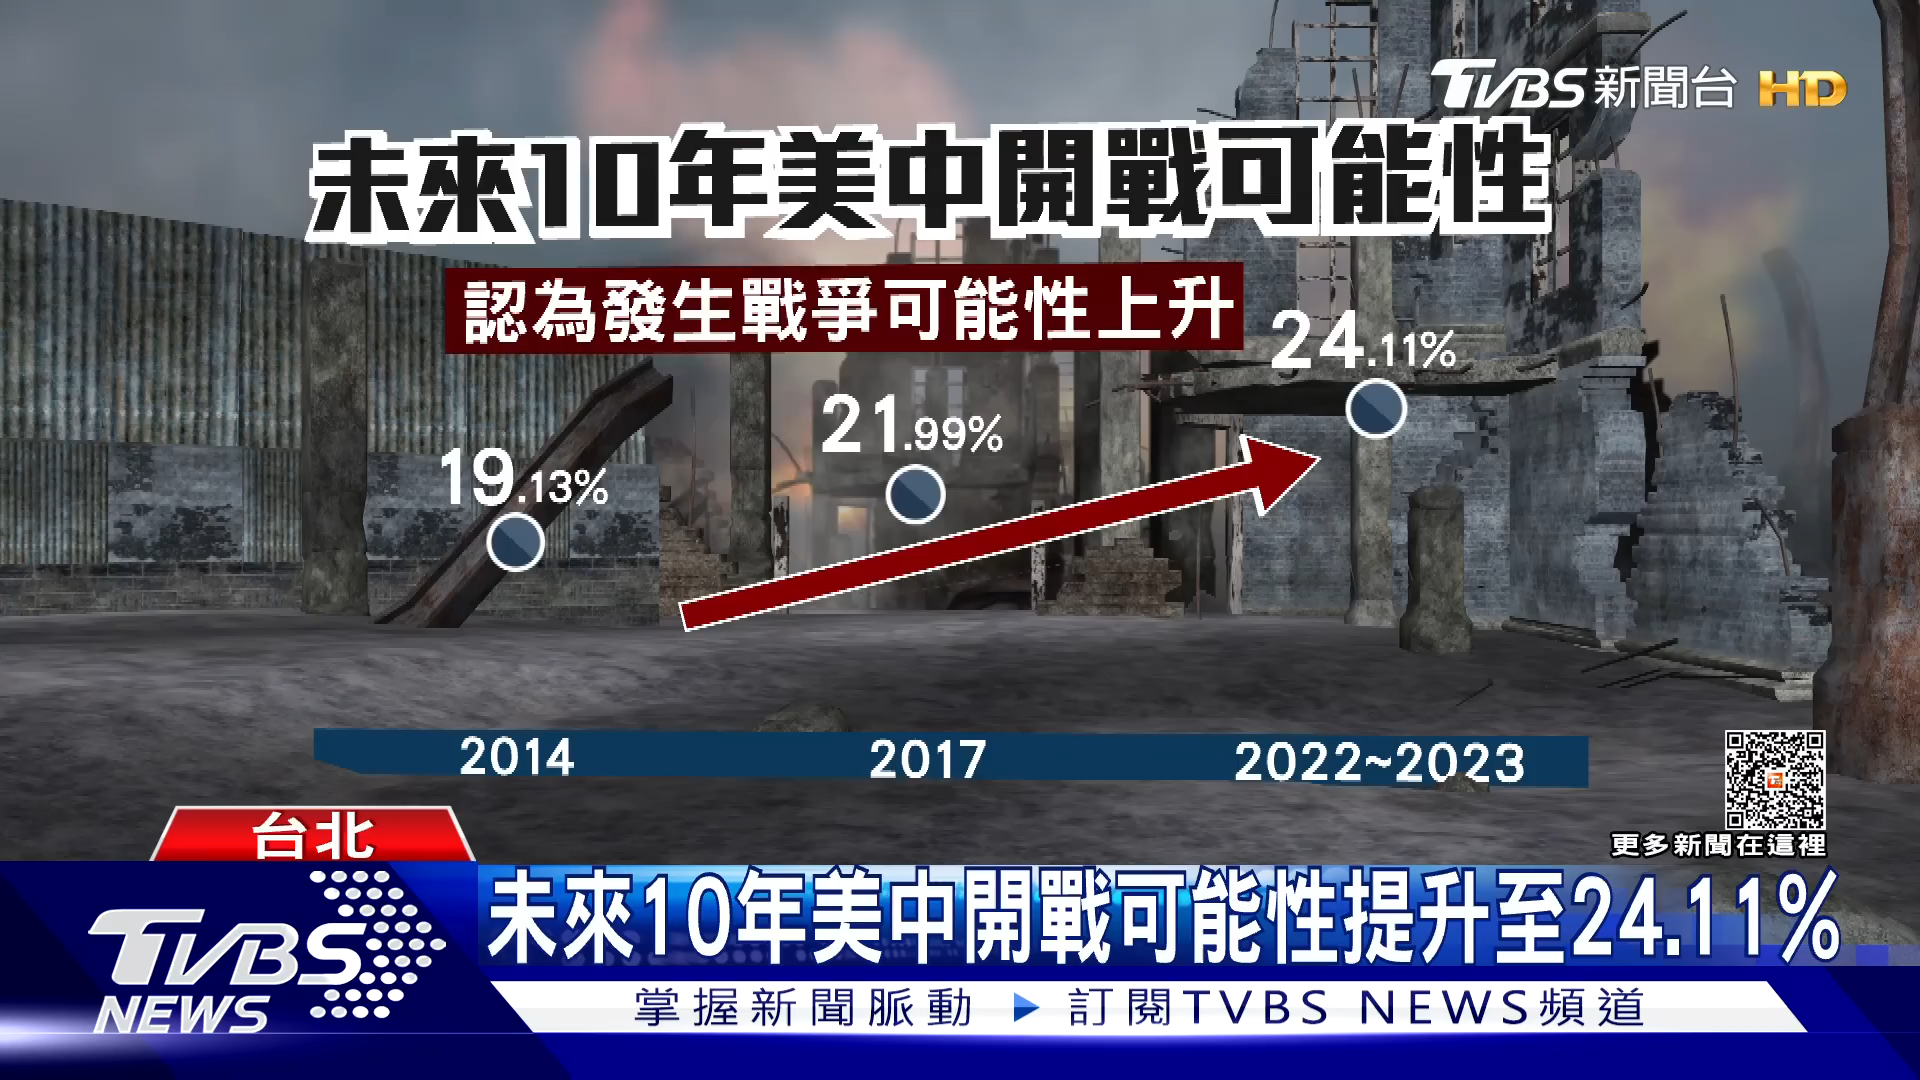 TVBS新聞台 HD
未來10年美中開戰可能性
認為發生戰爭可能性上升
24.11%
21.99%
19.13%
2014 2017 2022~2023
更多新聞在這裡
台北
未來10年美中開戰可能性提升至24.11%
TVBS NEWS
掌握新聞脈動 ▶ 訂閱TVBS NEWS頻道